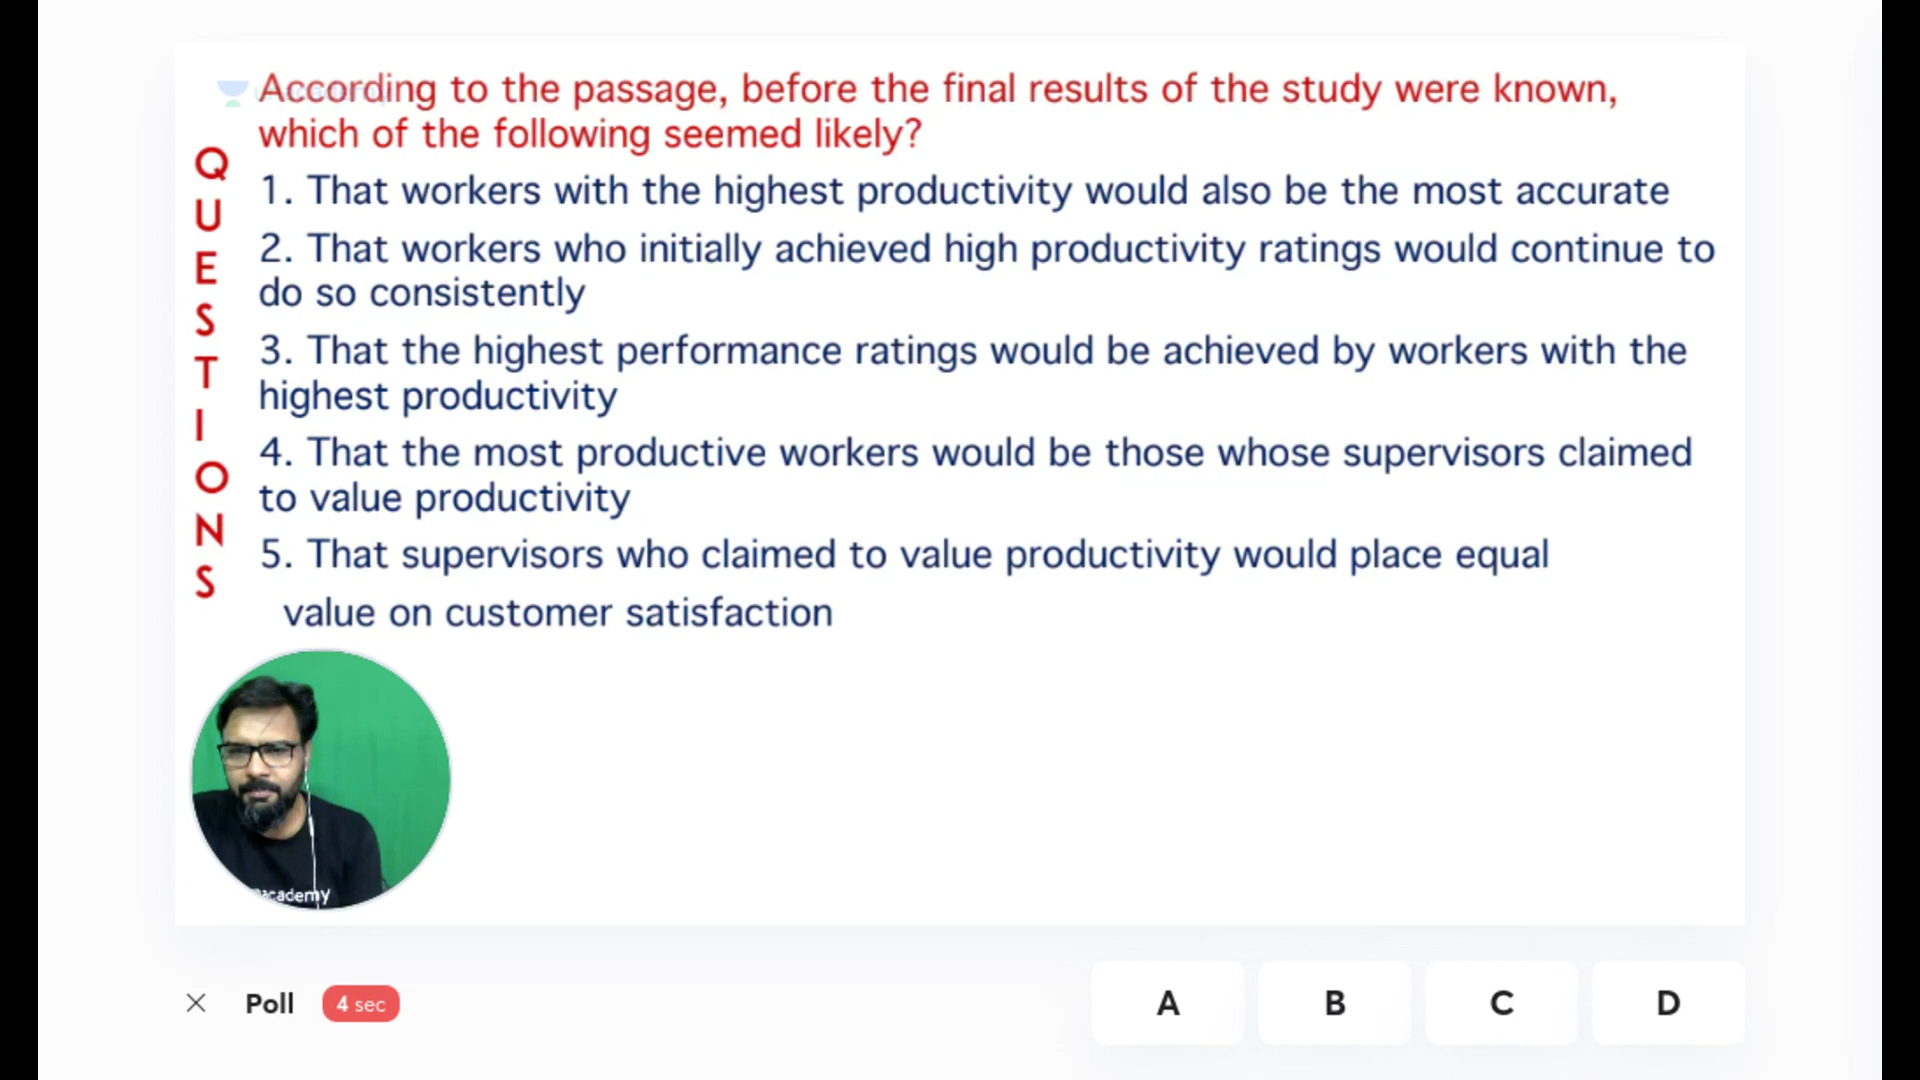 According to the passage, before the final results of the study were known,
which of the following seemed likely?
QUESTIONS
1. That workers with the highest productivity would also be the most accurate
2. That workers who initially achieved high productivity ratings would continue to
do so consistently
3. That the highest performance ratings would be achieved by workers with the
highest productivity
4. That the most productive workers would be those whose supervisors claimed
to value productivity
5. That supervisors who claimed to value productivity would place equal
value on customer satisfaction
academy
Poll
4 sec
A
B
C
D